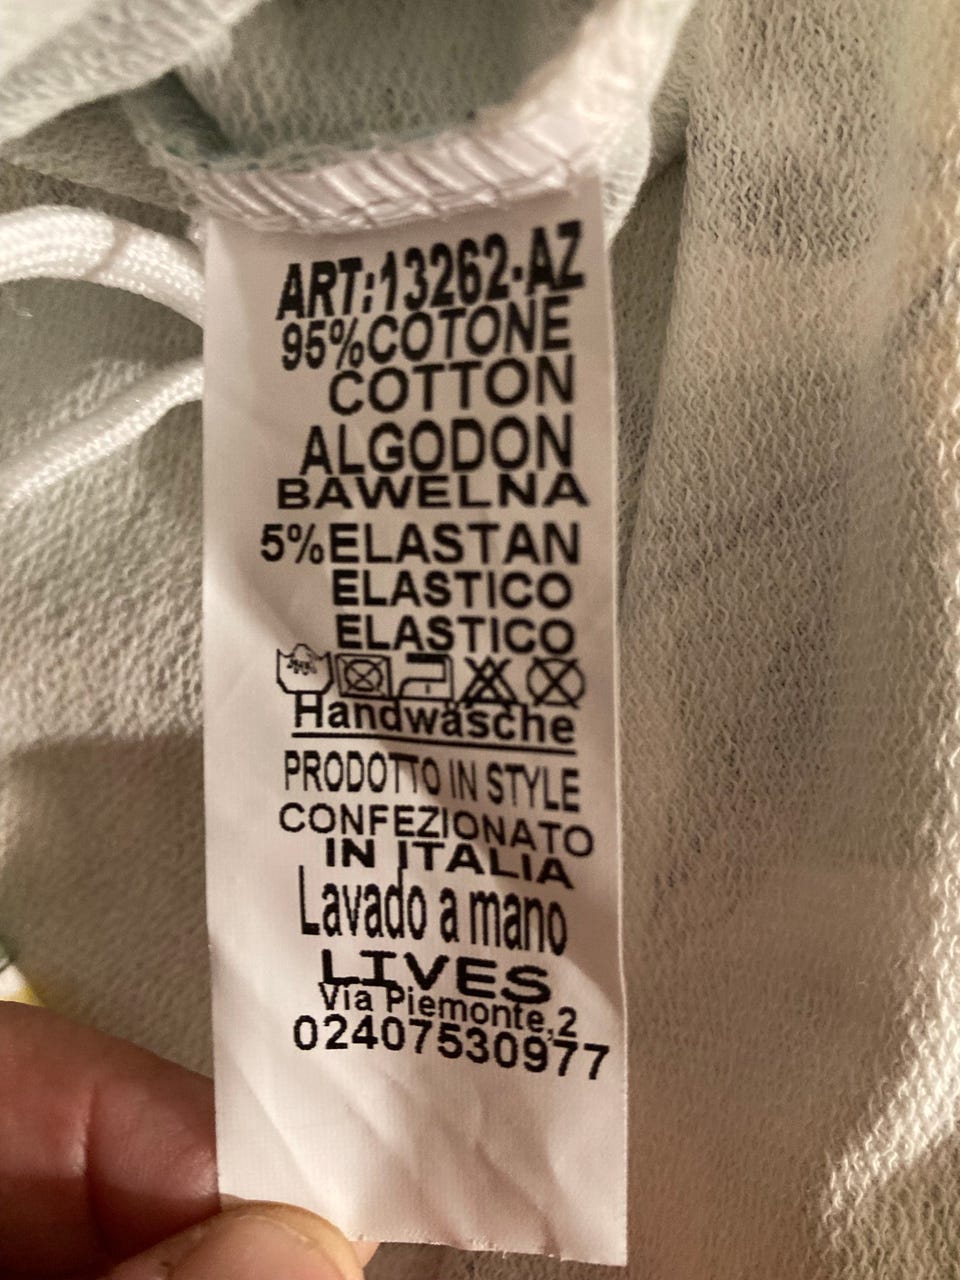 ART:13262-AZ
95%COTONE
COTTON
ALGODON
BAWELNA
5%ELASTAN
ELASTICO
ELASTICO
Handwäsche
PRODOTTO IN STYLE
CONFEZIONATO
IN ITALIA
Lavado a mano
LIVES
Via Piemonte,2
02407530977